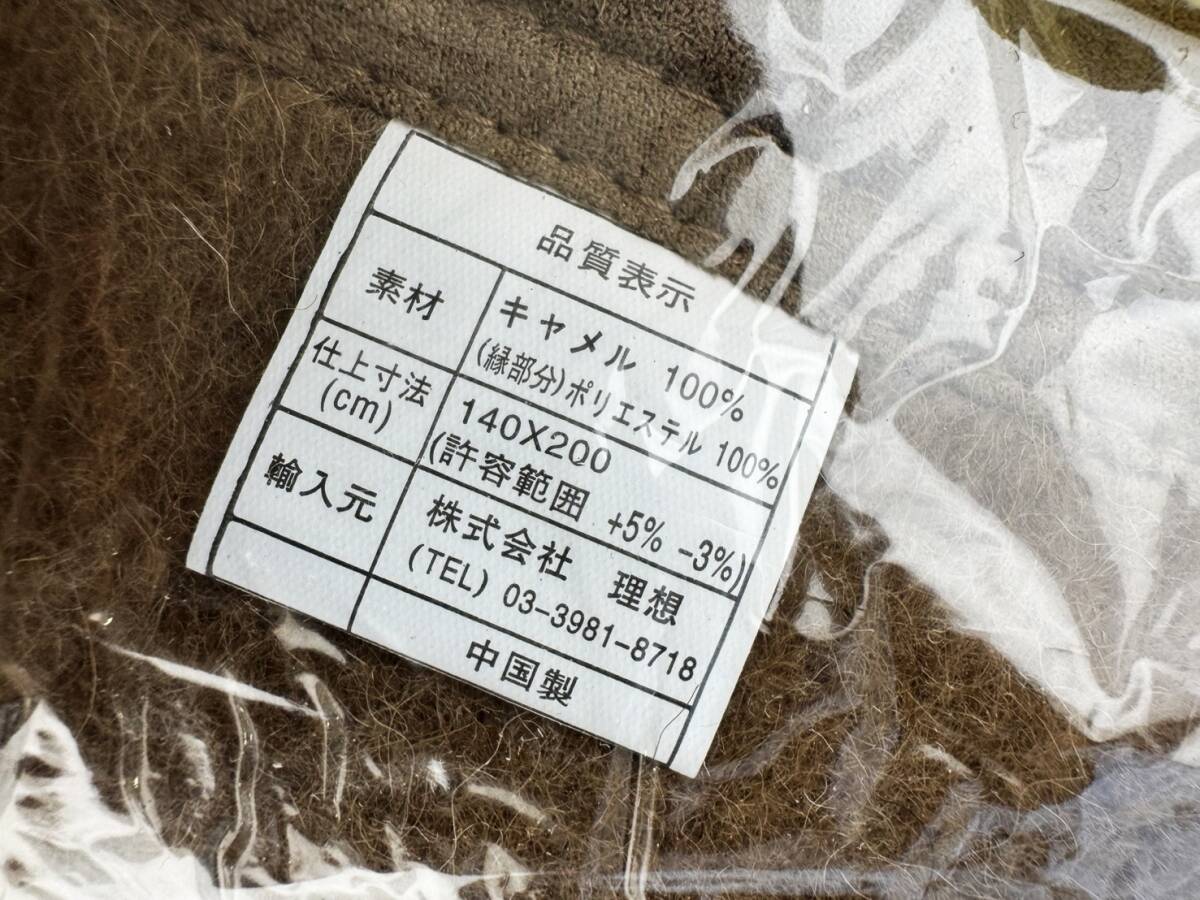 品質表示
素材
キャメル 100%
(縁部分)ポリエステル 100%
仕上寸法
(cm)
140X200
(許容範囲 +5% -3%)
輸入元
株式会社 理想
(TEL) 03-3981-8718
中国製